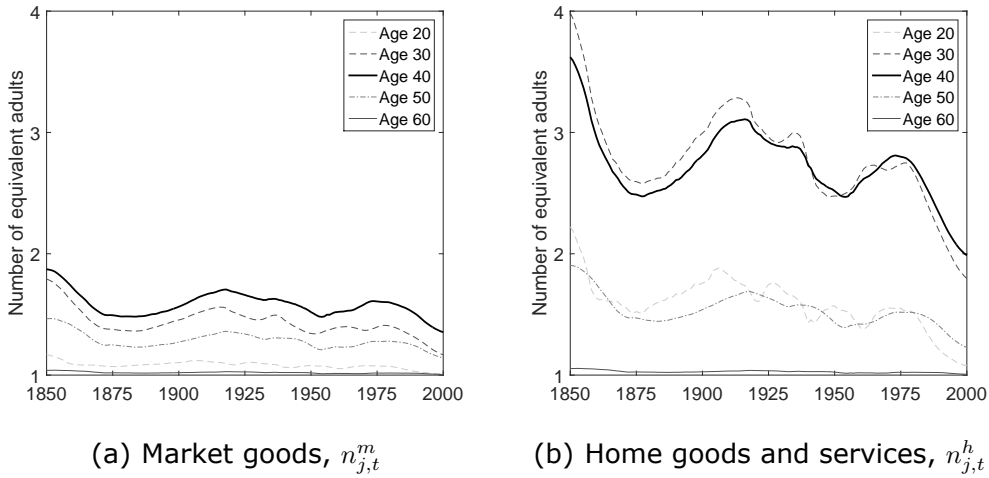 Number of equivalent adults
4
3
2
1
1850 1875 1900 1925 1950 1975 2000
Age 20
Age 30
Age 40
Age 50
Age 60
(a) Market goods, n^m_{j,t}
Number of equivalent adults
4
3
2
1
1850 1875 1900 1925 1950 1975 2000
Age 20
Age 30
Age 40
Age 50
Age 60
(b) Home goods and services, n^h_{j,t}